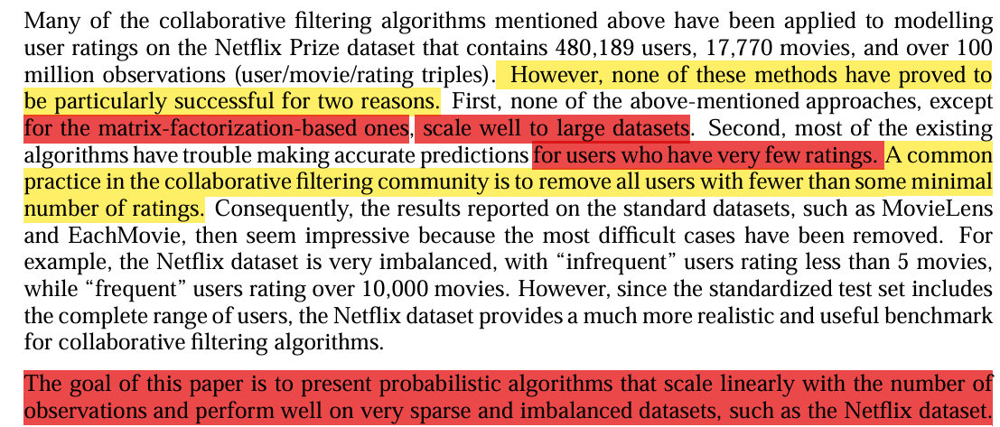 Many of the collaborative filtering algorithms mentioned above have been applied to modelling
user ratings on the Netflix Prize dataset that contains 480,189 users, 17,770 movies, and over 100
million observations (user/movie/rating triples). However, none of these methods have proved to
be particularly successful for two reasons. First, none of the above-mentioned approaches, except
for the matrix-factorization-based ones, scale well to large datasets. Second, most of the existing
algorithms have trouble making accurate predictions for users who have very few ratings. A common
practice in the collaborative filtering community is to remove all users with fewer than some minimal
number of ratings. Consequently, the results reported on the standard datasets, such as MovieLens
and EachMovie, then seem impressive because the most difficult cases have been removed. For
example, the Netflix dataset is very imbalanced, with “infrequent” users rating less than 5 movies,
while “frequent” users rating over 10,000 movies. However, since the standardized test set includes
the complete range of users, the Netflix dataset provides a much more realistic and useful benchmark
for collaborative filtering algorithms.
The goal of this paper is to present probabilistic algorithms that scale linearly with the number of
observations and perform well on very sparse and imbalanced datasets, such as the Netflix dataset.